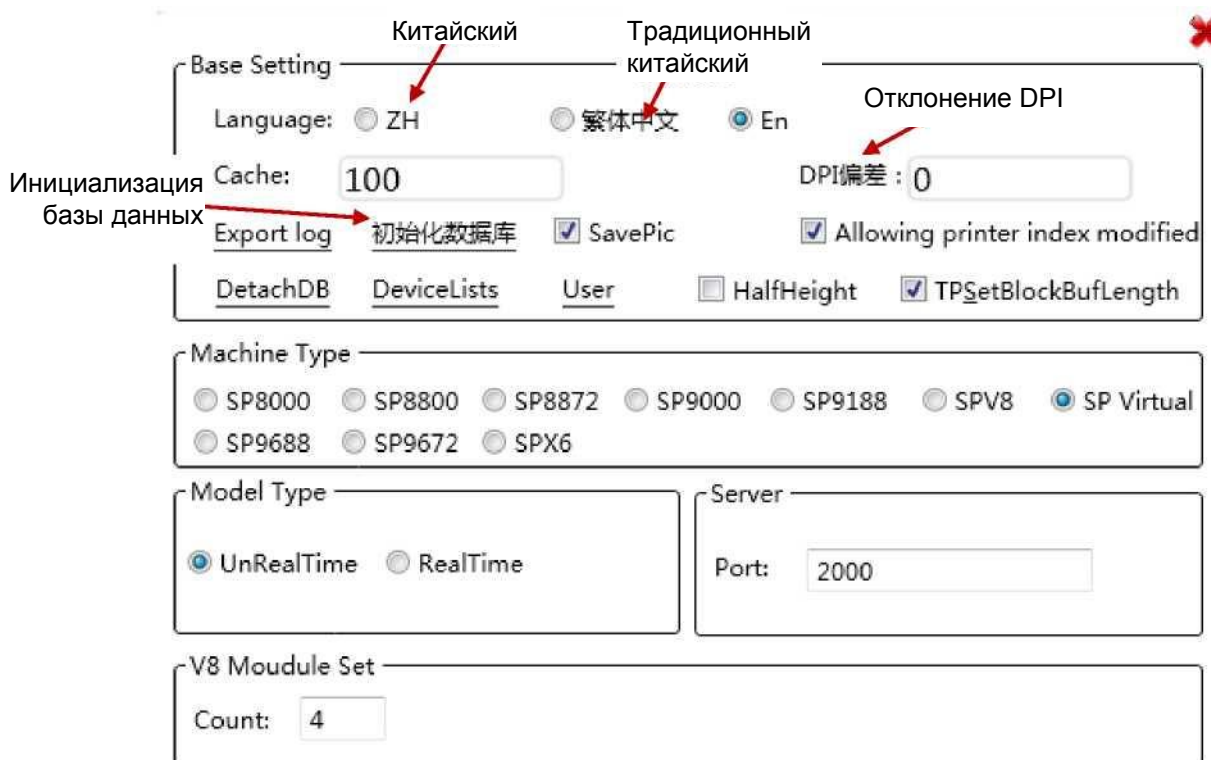 Китайский
Традиционный
китайский
Base Setting
Отклонение DPI
Language: ZH 繁体中文 En
Инициализация
базы данных
Cache: 100 DPI偏差： 0
Export log 初始化数据库 SavePic Allowing printer index modified
DetachDB DeviceLists User HalfHeight TPSetBlockBufLength
Machine Type
SP8000 SP8800 SP8872 SP9000 SP9188 SPV8 SP Virtual
SP9688 SP9672 SPX6
Model Type
UnRealTime RealTime
Server
Port: 2000
V8 Moudule Set
Count: 4